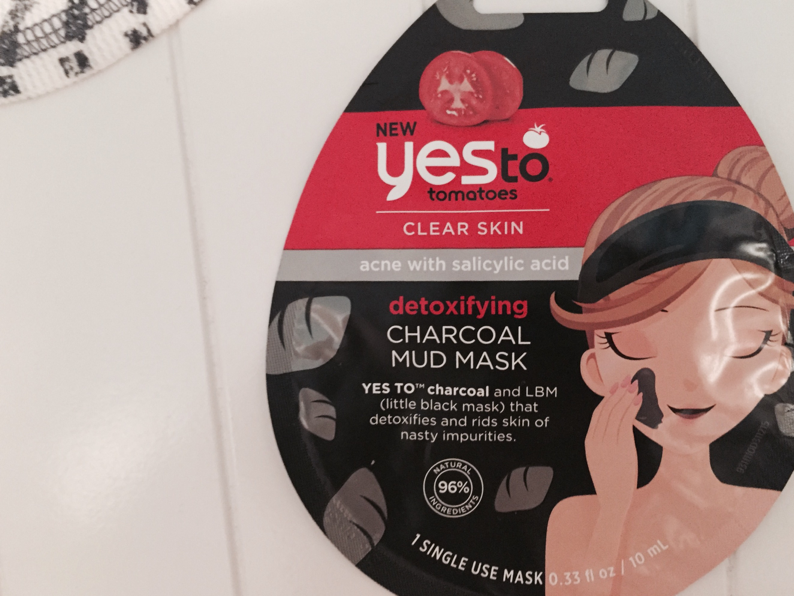 NEW
yesto
tomatoes
CLEAR SKIN
acne with salicylic acid
detoxifying
CHARCOAL
MUD MASK
YES TO™ charcoal and LBM
(little black mask) that
detoxifies and rids skin of
nasty impurities.
NATURAL
96%
INGREDIENTS
1 SINGLE USE MASK 0.33 fl oz / 10 mL